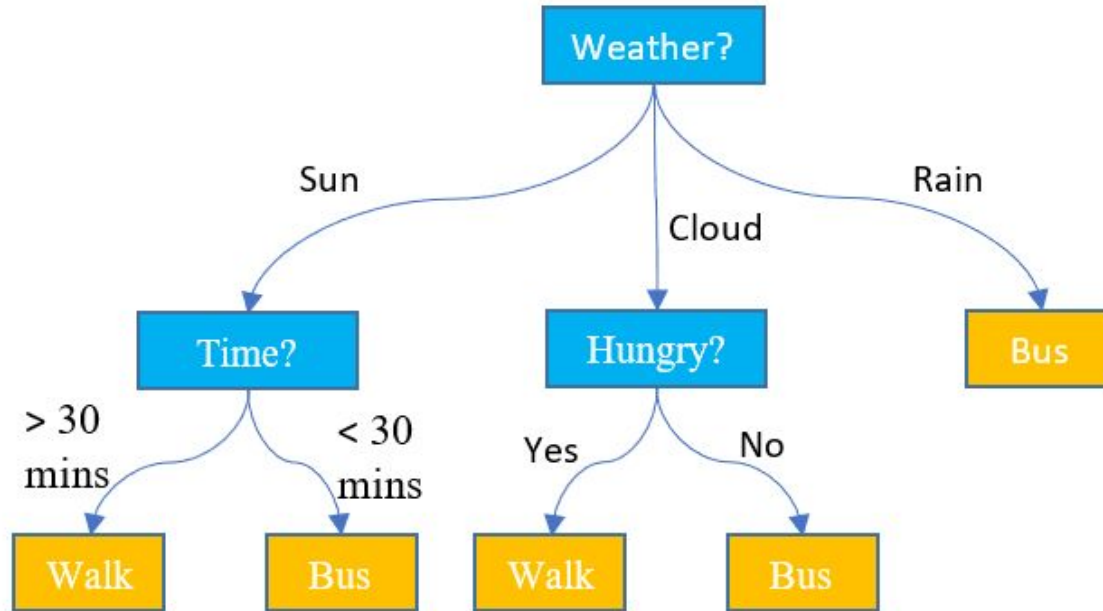 Weather?
Sun
Cloud
Rain
Time?
Hungry?
Bus
> 30
mins
< 30
mins
Yes
No
Walk
Bus
Walk
Bus